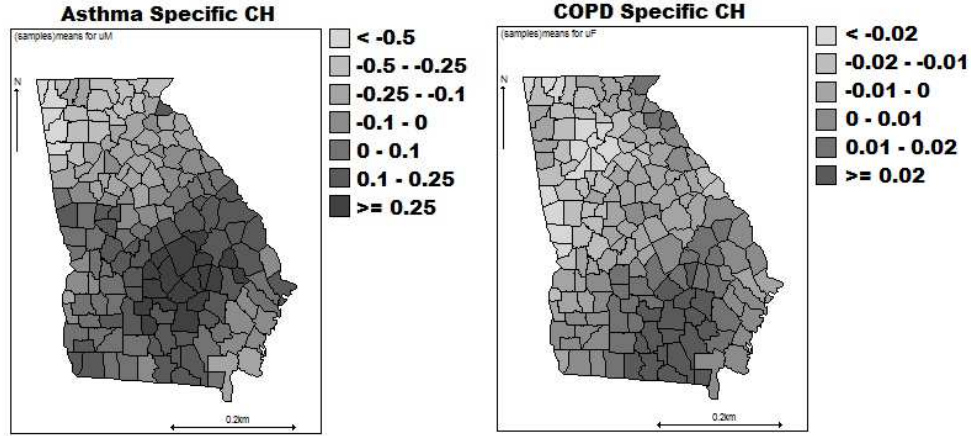 Asthma Specific CH
(samples)means for uM
N
< -0.5
-0.5 - -0.25
-0.25 - -0.1
-0.1 - 0
0 - 0.1
0.1 - 0.25
>= 0.25
0.2km
COPD Specific CH
(samples)means for uF
N
< -0.02
-0.02 - -0.01
-0.01 - 0
0 - 0.01
0.01 - 0.02
>= 0.02
0.2km